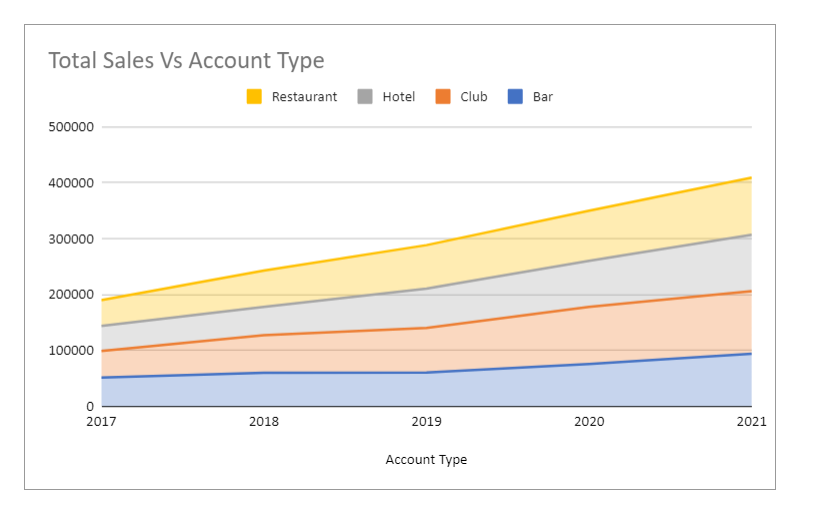 Total Sales Vs Account Type
Restaurant Hotel Club Bar
500000
400000
300000
200000
100000
0
2017 2018 2019 2020 2021
Account Type